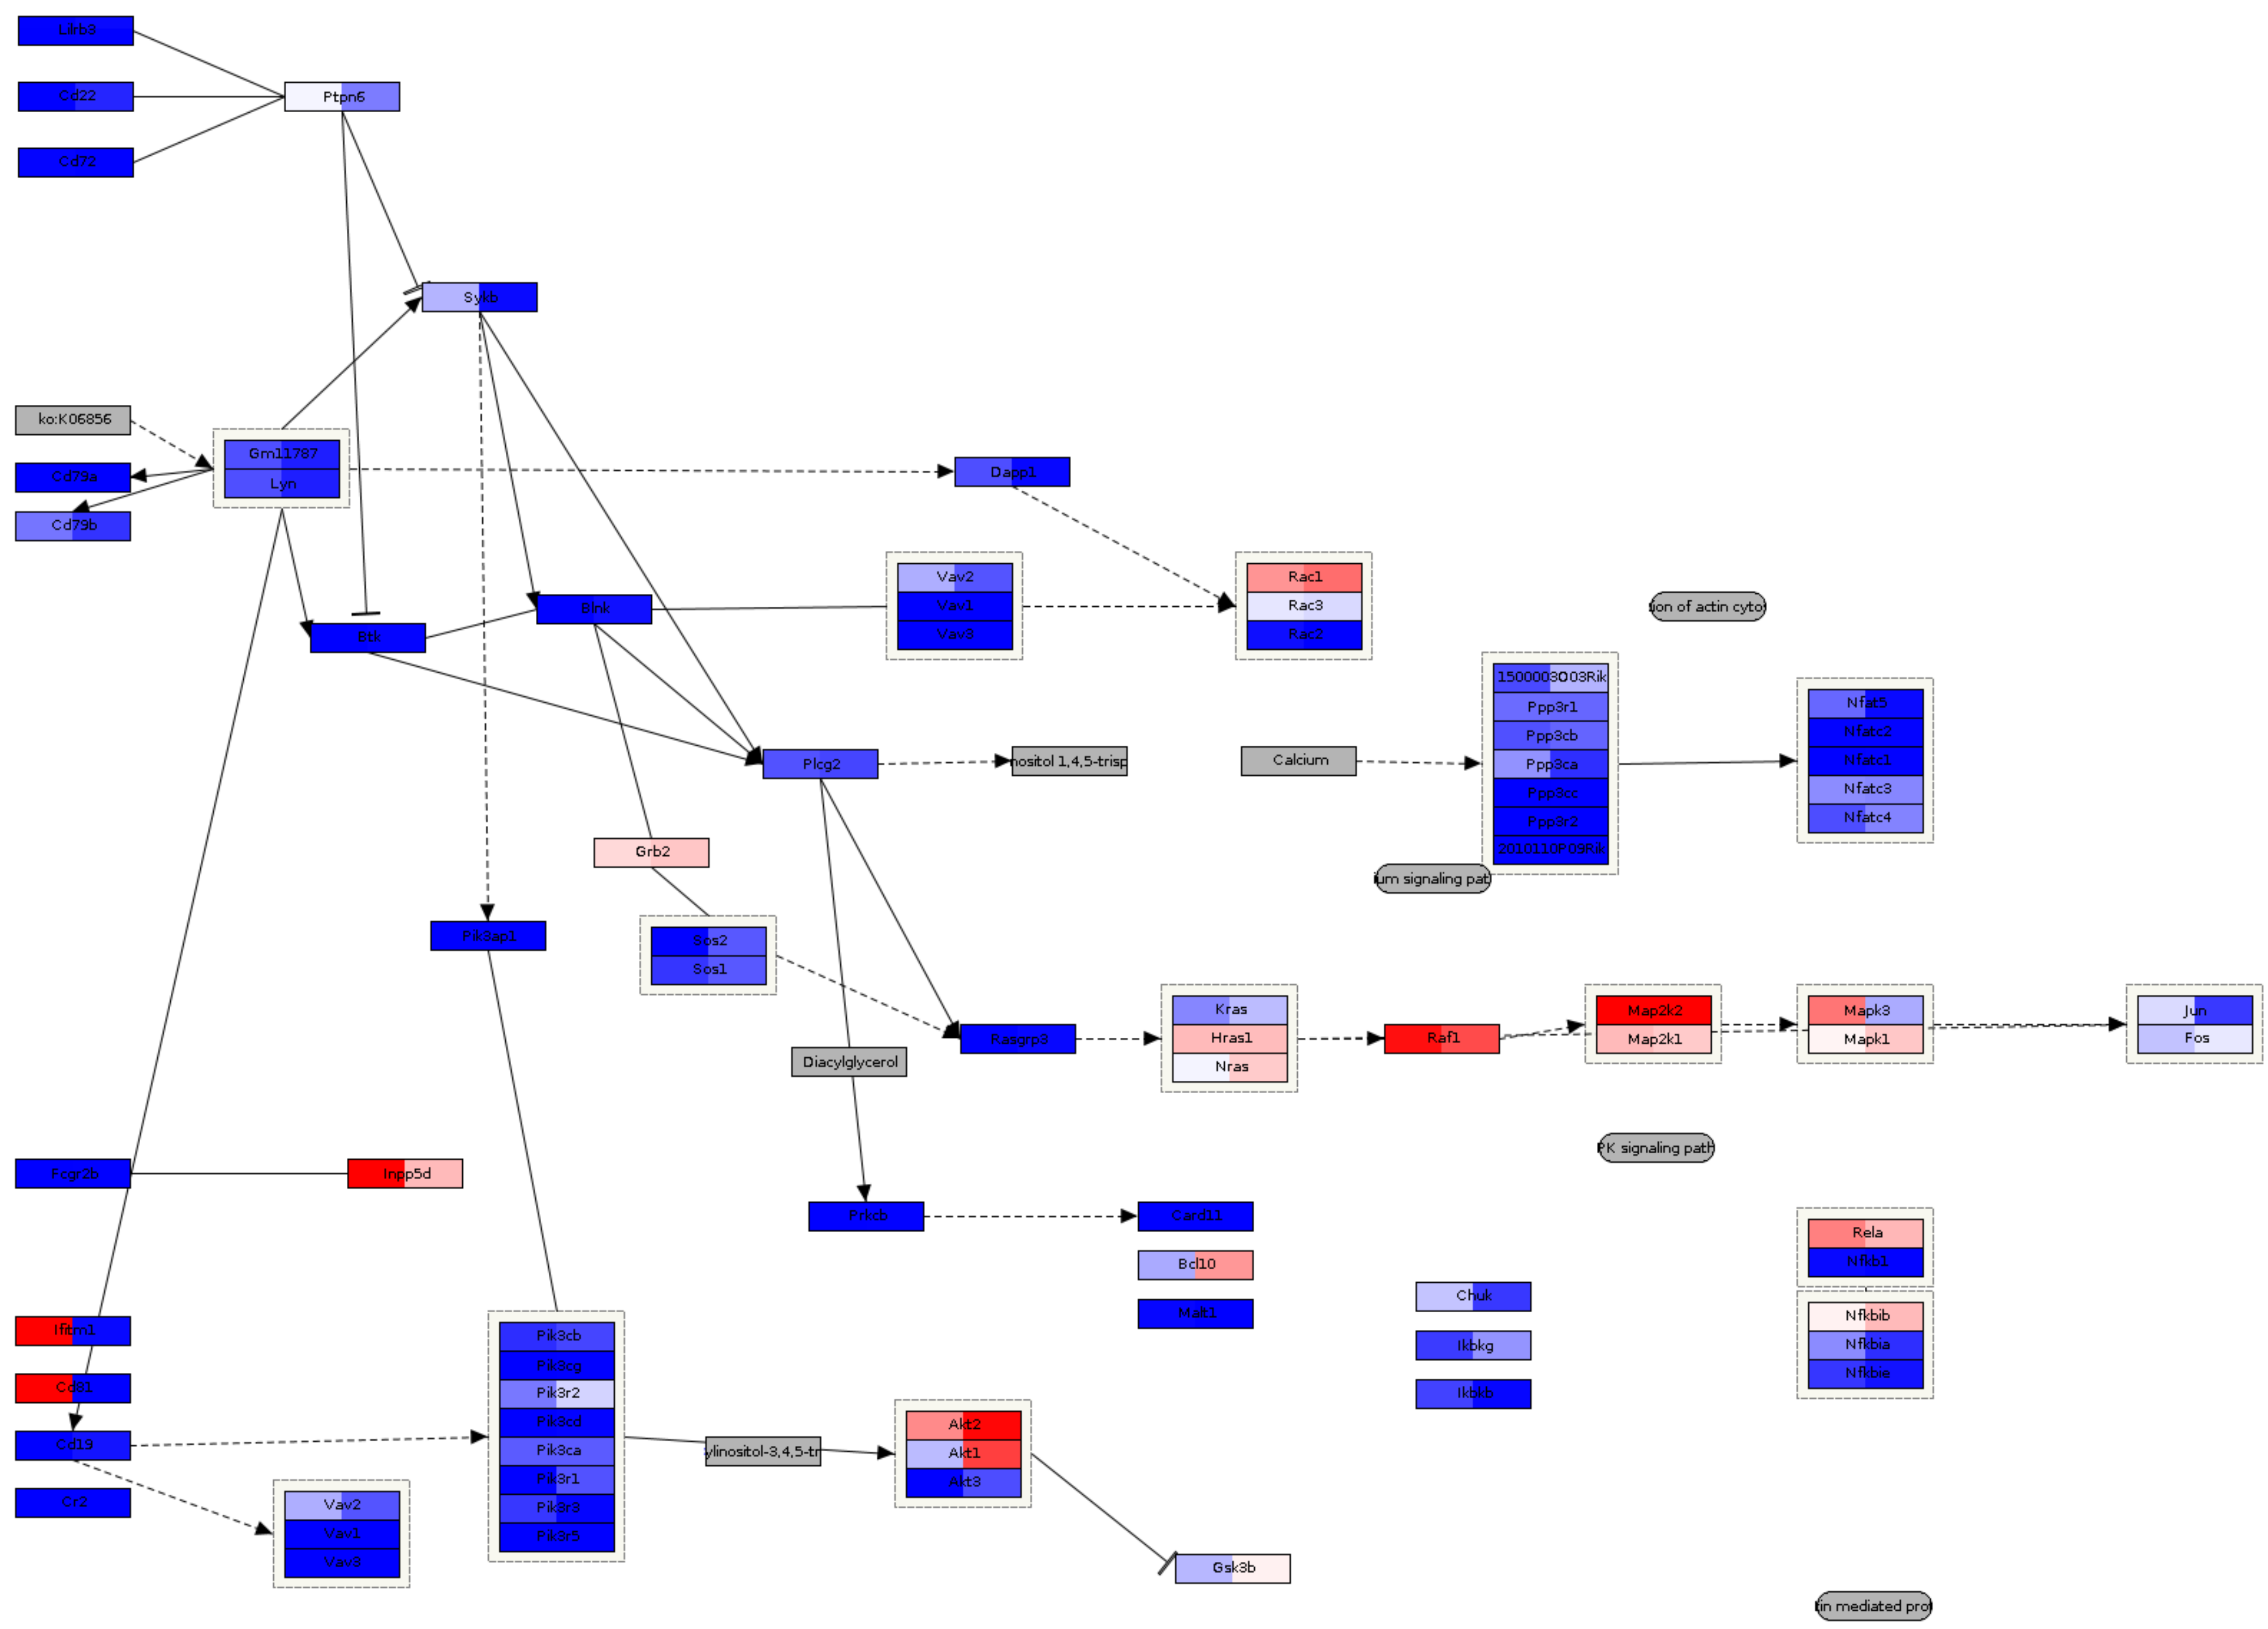 Lilrb3
Cd22
Ptpn6
Cd72
Sykb
ko:K06856
Gm11787
Lyn
Cd79a
Cd79b
Dapp1
Vav2
Vav1
Vav3
Rac1
Rac3
Rac2
ion of actin cyto
Blnk
Btk
1500003O03Rik
Ppp3r1
Ppp3cb
Ppp3ca
Ppp3cc
Ppp3r2
2010110P09Rik
Nfat5
Nfatc2
Nfatc1
Nfatc3
Nfatc4
Plcg2
nositol 1,4,5-trisp
Calcium
Grb2
um signaling pat
Pik3ap1
Sos2
Sos1
Rasgrp3
Diacylglycerol
Kras
Hras1
Nras
Raf1
Map2k2
Map2k1
Mapk3
Mapk1
Jun
Fos
PK signaling path
Fcgr2b
Inpp5d
Prkcb
Card11
Bcl10
Malt1
Rela
Nfkb1
Chuk
Ikbkg
Ikbkb
Nfkbib
Nfkbia
Nfkbie
Ifitm1
Cd81
Cd19
Cr2
Pik3cb
Pik3cg
Pik3r2
Pik3cd
Pik3ca
Pik3r1
Pik3r3
Pik3r5
ylinositol-3,4,5-tr
Akt2
Akt1
Akt3
Vav2
Vav1
Vav3
Gsk3b
tin mediated prot